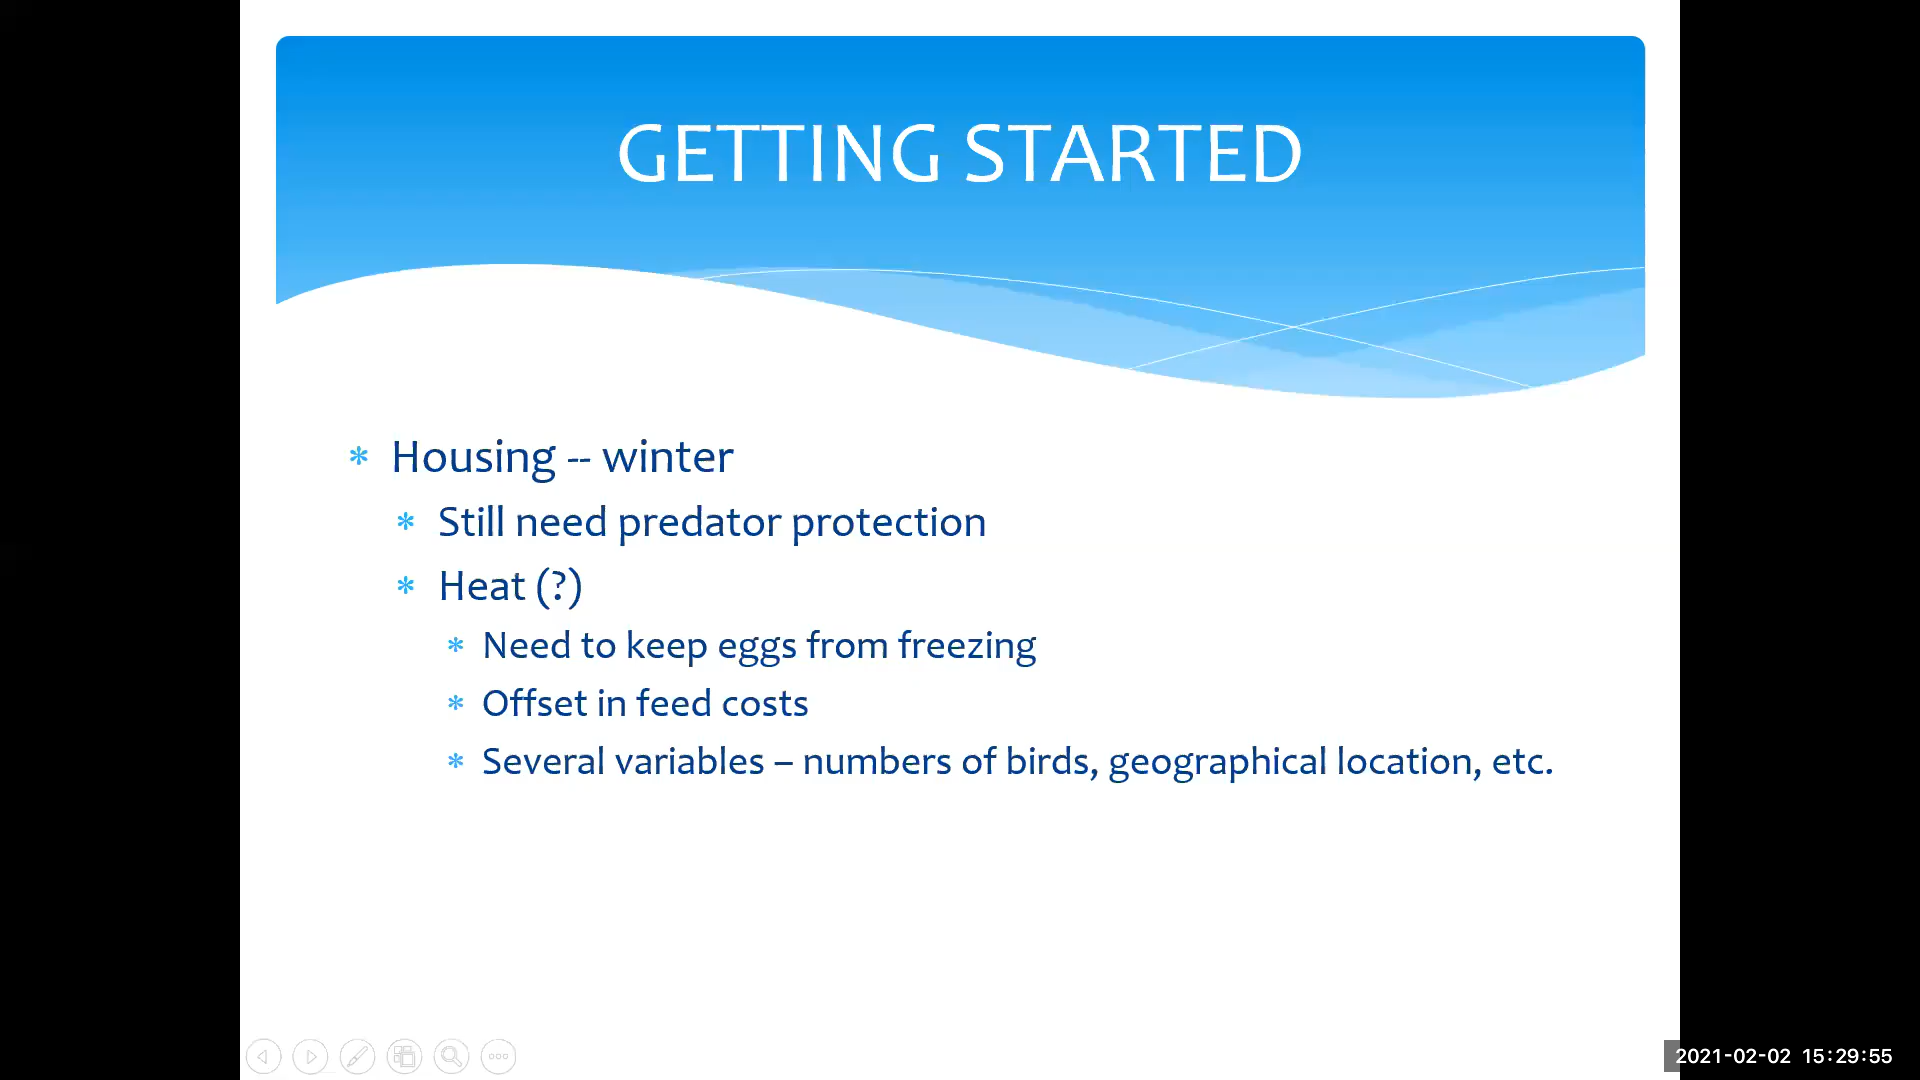 GETTING STARTED
* Housing -- winter
* Still need predator protection
* Heat (?)
* Need to keep eggs from freezing
* Offset in feed costs
* Several variables – numbers of birds, geographical location, etc.
2021-02-02 15:29:55